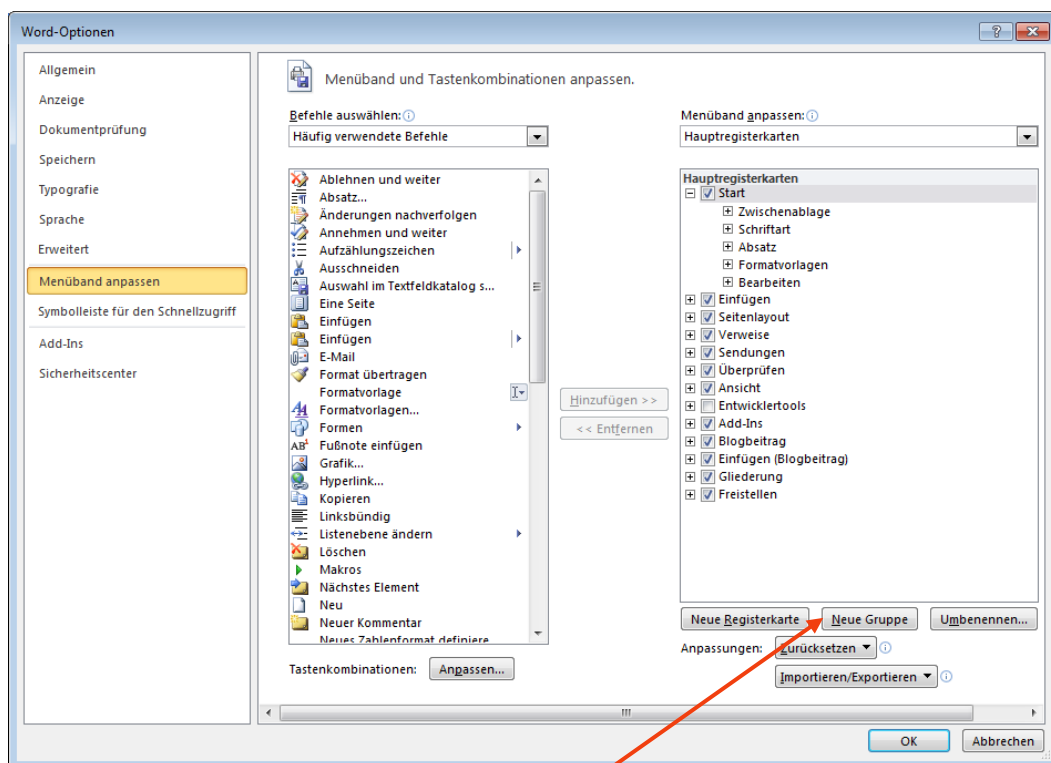 Word-Optionen
Allgemein
Anzeige
Dokumentprüfung
Speichern
Typografie
Sprache
Erweitert
Menüband anpassen
Symbolleiste für den Schnellzugriff
Add-Ins
Sicherheitscenter
Menüband und Tastenkombinationen anpassen.
Befehle auswählen:
Häufig verwendete Befehle
Ablehnen und weiter
Absatz...
Änderungen nachverfolgen
Annehmen und weiter
Aufzählungszeichen
Ausschneiden
Auswahl im Textfeldkatalog s...
Eine Seite
Einfügen
Einfügen
E-Mail
Format übertragen
Formatvorlage
Formatvorlagen...
Formen
Fußnote einfügen
Grafik...
Hyperlink...
Kopieren
Linksbündig
Listenebene ändern
Löschen
Makros
Nächstes Element
Neu
Neuer Kommentar
Neues Zahlenformat definiere
Tastenkombinationen: Anpassen...
Hinzufügen >>
<< Entfernen
Menüband anpassen:
Hauptregisterkarten
Hauptregisterkarten
Start
Zwischenablage
Schriftart
Absatz
Formatvorlagen
Bearbeiten
Einfügen
Seitenlayout
Verweise
Sendungen
Überprüfen
Ansicht
Entwicklertools
Add-Ins
Blogbeitrag
Einfügen (Blogbeitrag)
Gliederung
Freistellen
Neue Registerkarte Neue Gruppe Umbenennen...
Anpassungen: Zurücksetzen
Importieren/Exportieren
OK Abbrechen